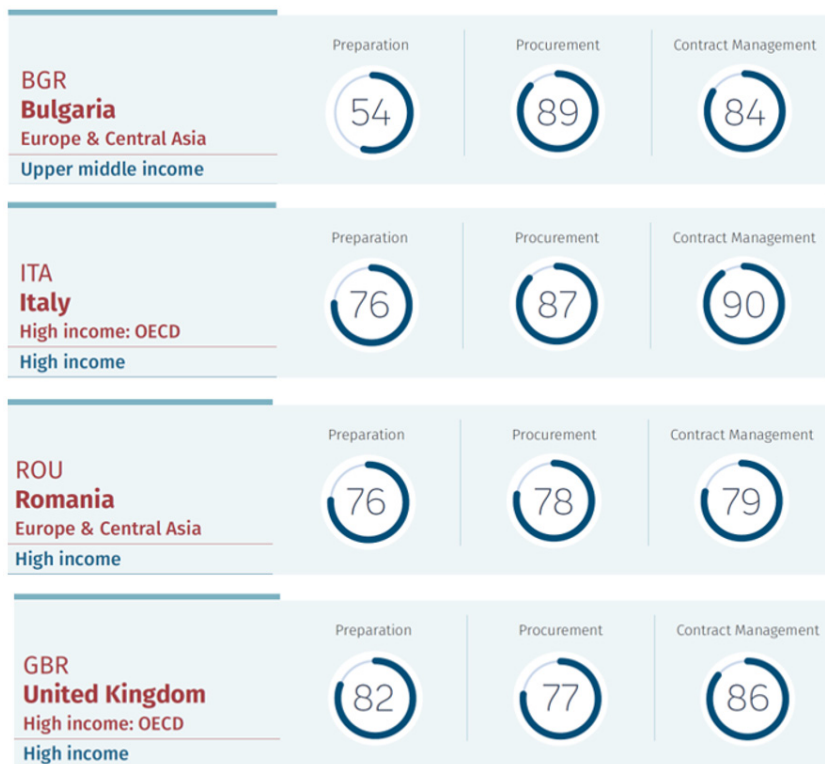 Preparation Procurement Contract Management
BGR
Bulgaria
Europe & Central Asia
Upper middle income
54 89 84
Preparation Procurement Contract Management
ITA
Italy
High income: OECD
High income
76 87 90
Preparation Procurement Contract Management
ROU
Romania
Europe & Central Asia
High income
76 78 79
Preparation Procurement Contract Management
GBR
United Kingdom
High income: OECD
High income
82 77 86